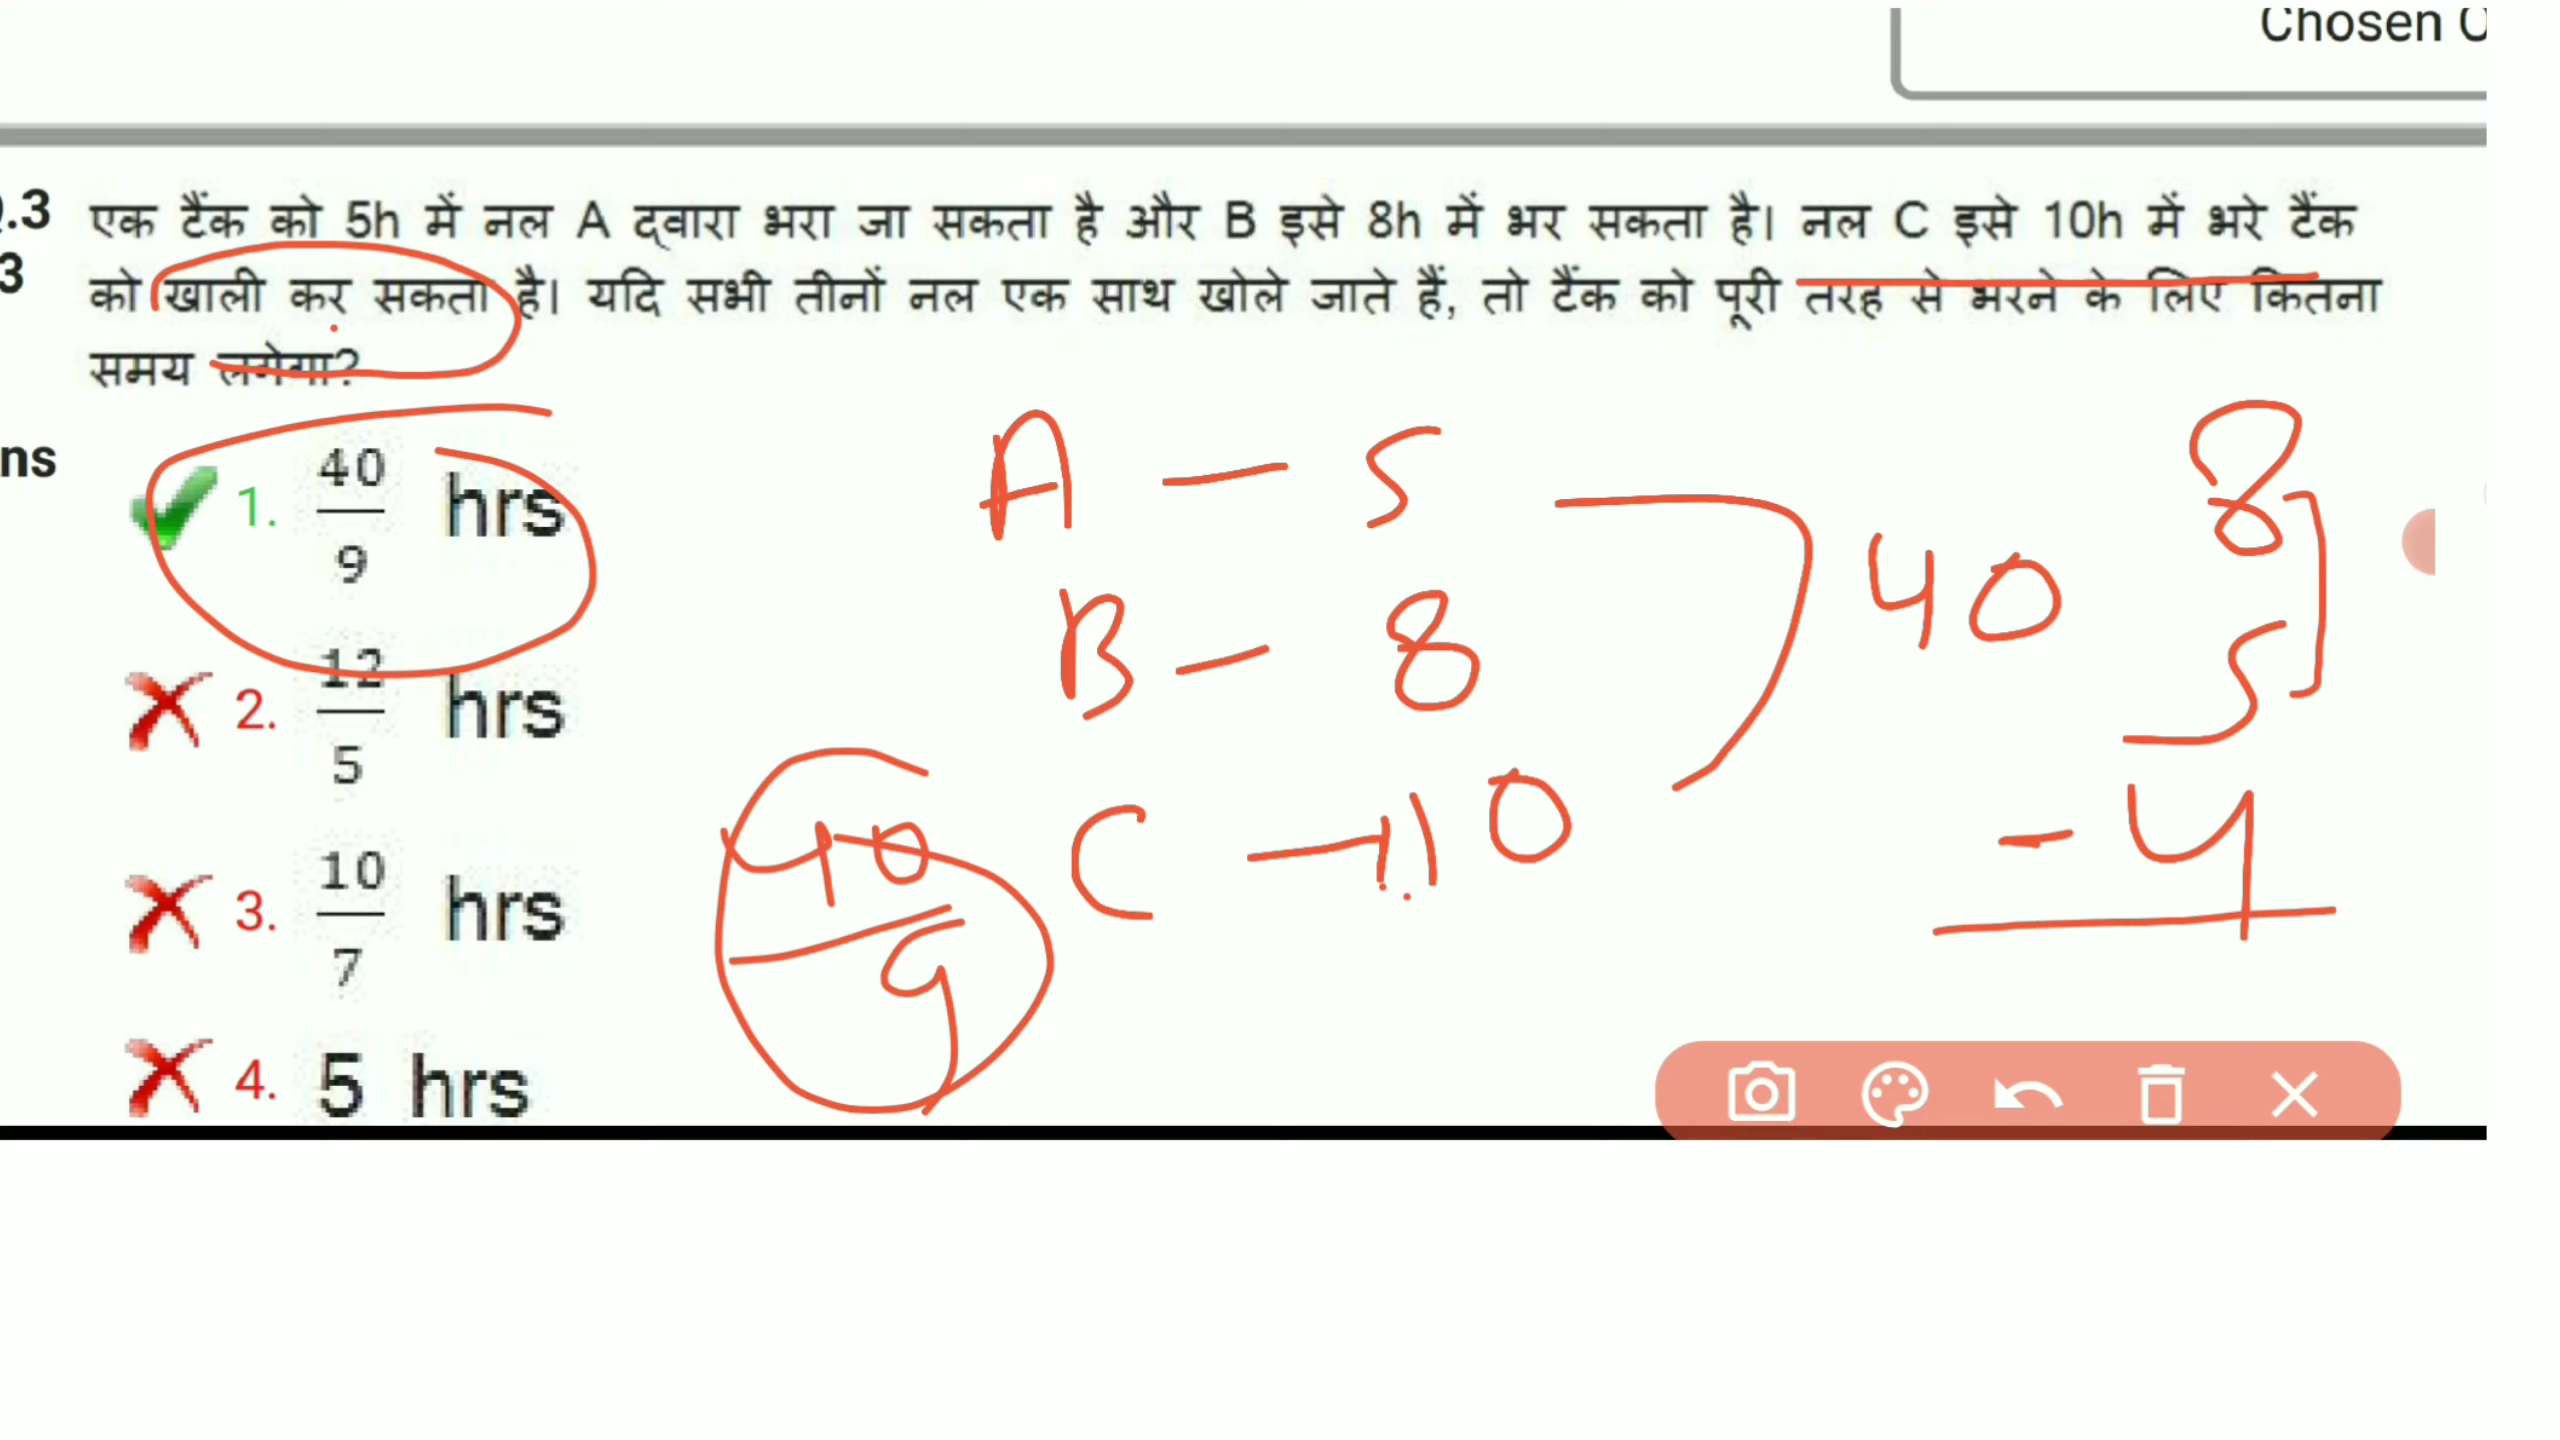 Chosen O
Q.3 एक टैंक को 5h में नल A द्वारा भरा जा सकता है और B इसे 8h में भर सकता है। नल C इसे 10h में भरे टैंक
3 को खाली कर सकता है। यदि सभी तीनों नल एक साथ खोले जाते हैं, तो टैंक को पूरी तरह से भरने के लिए कितना
समय लगेगा?
ns
1. 40/9 hrs
2. 12/5 hrs
3. 10/7 hrs
4. 5 hrs
A — 5
B — 8
C — 10
40
8
5
- 4
40
9